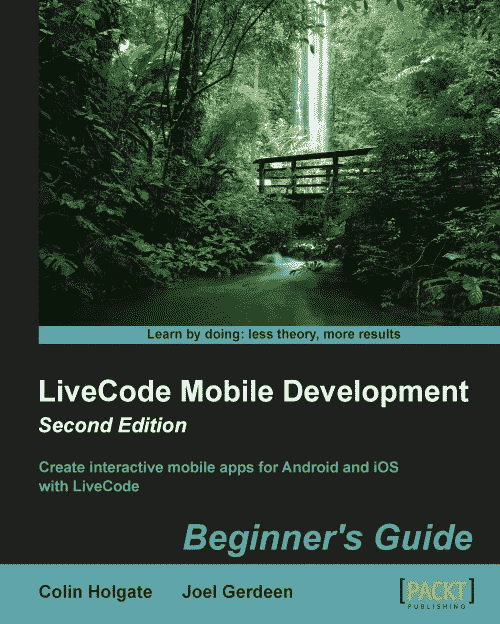 Learn by doing: less theory, more results
LiveCode Mobile Development
Second Edition
Create interactive mobile apps for Android and iOS
with LiveCode
Beginner's Guide
Colin Holgate Joel Gerdeen
[PACKT]
PUBLISHING